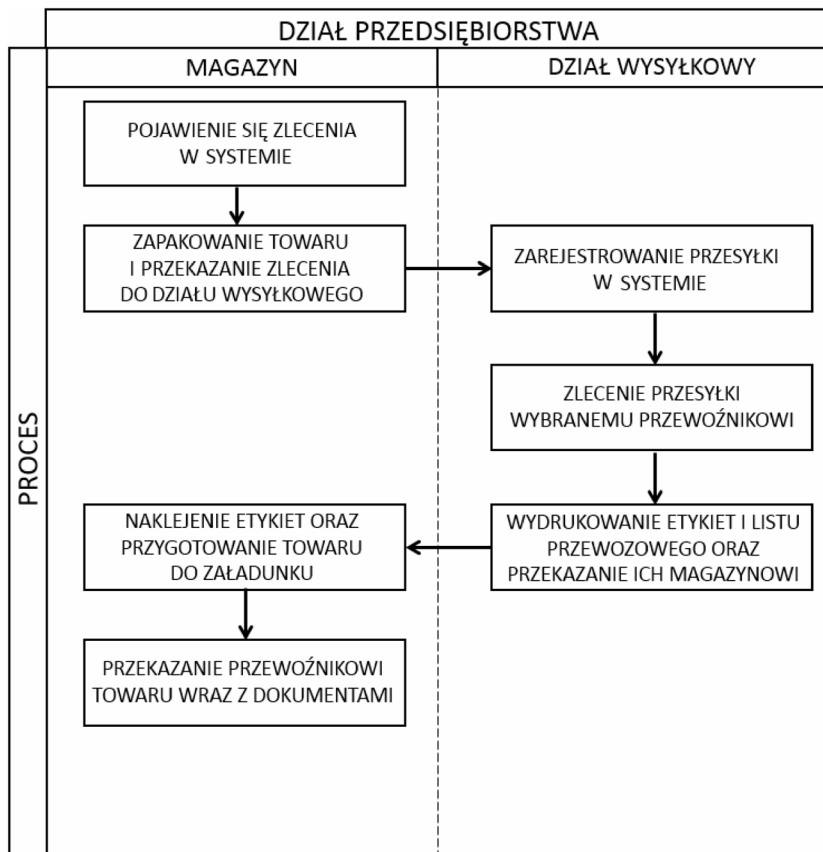 DZIAŁ PRZEDSIĘBIORSTWA
MAGAZYN
DZIAŁ WYSYŁKOWY
PROCES
POJAWIENIE SIĘ ZLECENIA
W SYSTEMIE
ZAPAKOWANIE TOWARU
I PRZEKAZANIE ZLECENIA
DO DZIAŁU WYSYŁKOWEGO
ZAREJESTROWANIE PRZESYŁKI
W SYSTEMIE
ZLECENIE PRZESYŁKI
WYBRANEMU PRZEWOŹNIKOWI
WYDRUKOWANIE ETYKIET I LISTU
PRZEWOZOWEGO ORAZ
PRZEKAZANIE ICH MAGAZYNOWI
NAKLEJENIE ETYKIET ORAZ
PRZYGOTOWANIE TOWARU
DO ZAŁADUNKU
PRZEKAZANIE PRZEWOŹNIKOWI
TOWARU WRAZ Z DOKUMENTAMI